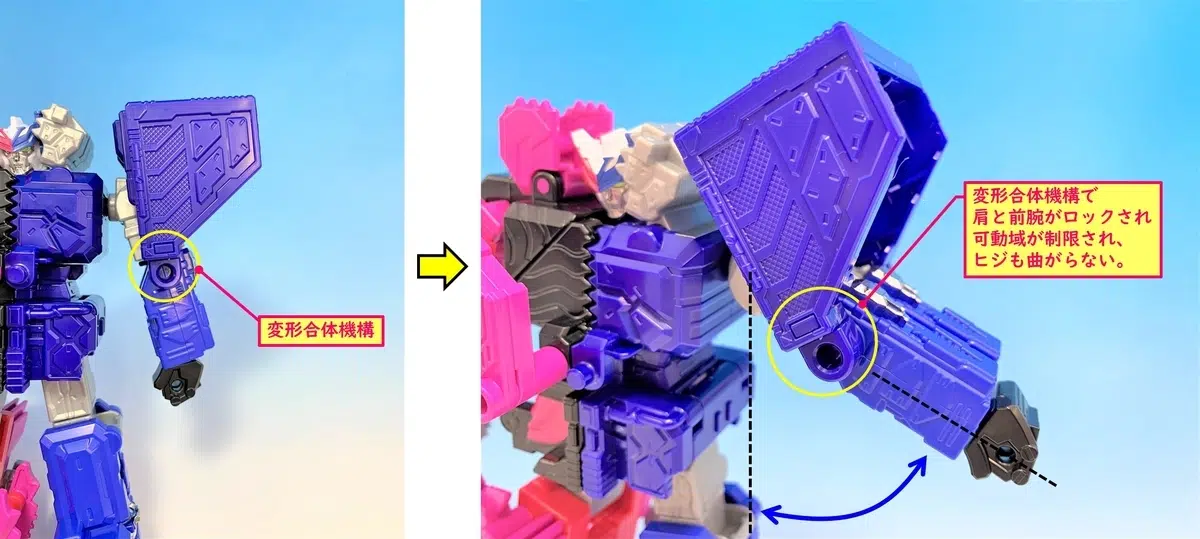 変形合体機構
変形合体機構で
肩と前腕がロックされ
可動域が制限され、
ヒジも曲がらない。